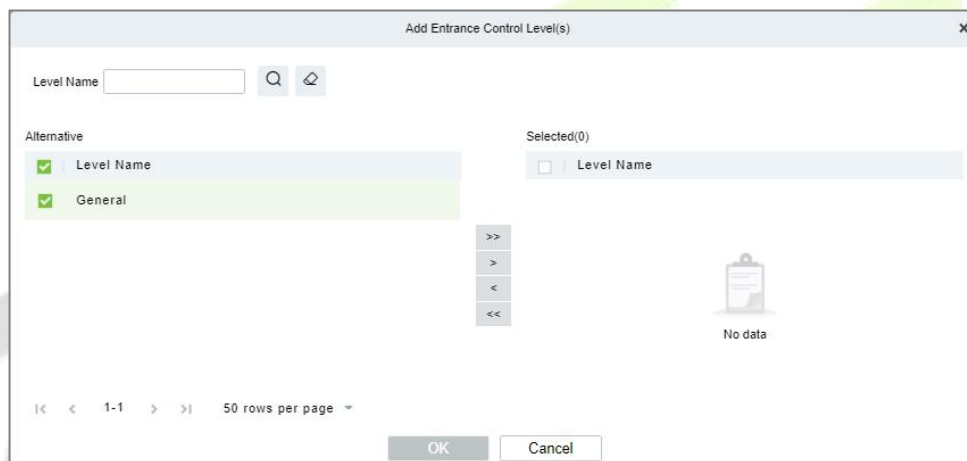 Add Entrance Control Level(s)
Level Name
Alternative
Level Name
General
>>
>
<
<<
Selected(0)
Level Name
No data
|< < 1-1 > >| 50 rows per page
OK Cancel